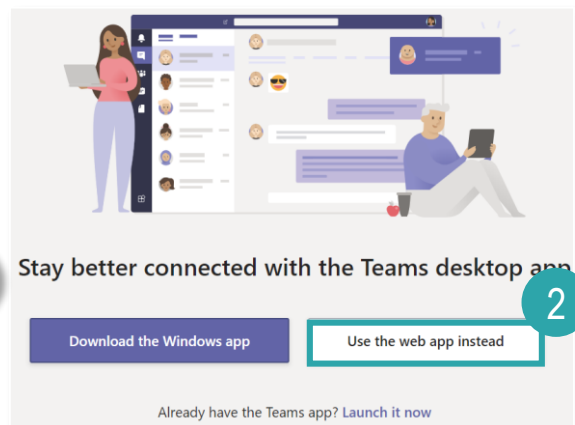 Stay better connected with the Teams desktop app
2
Download the Windows app
Use the web app instead
Already have the Teams app? Launch it now